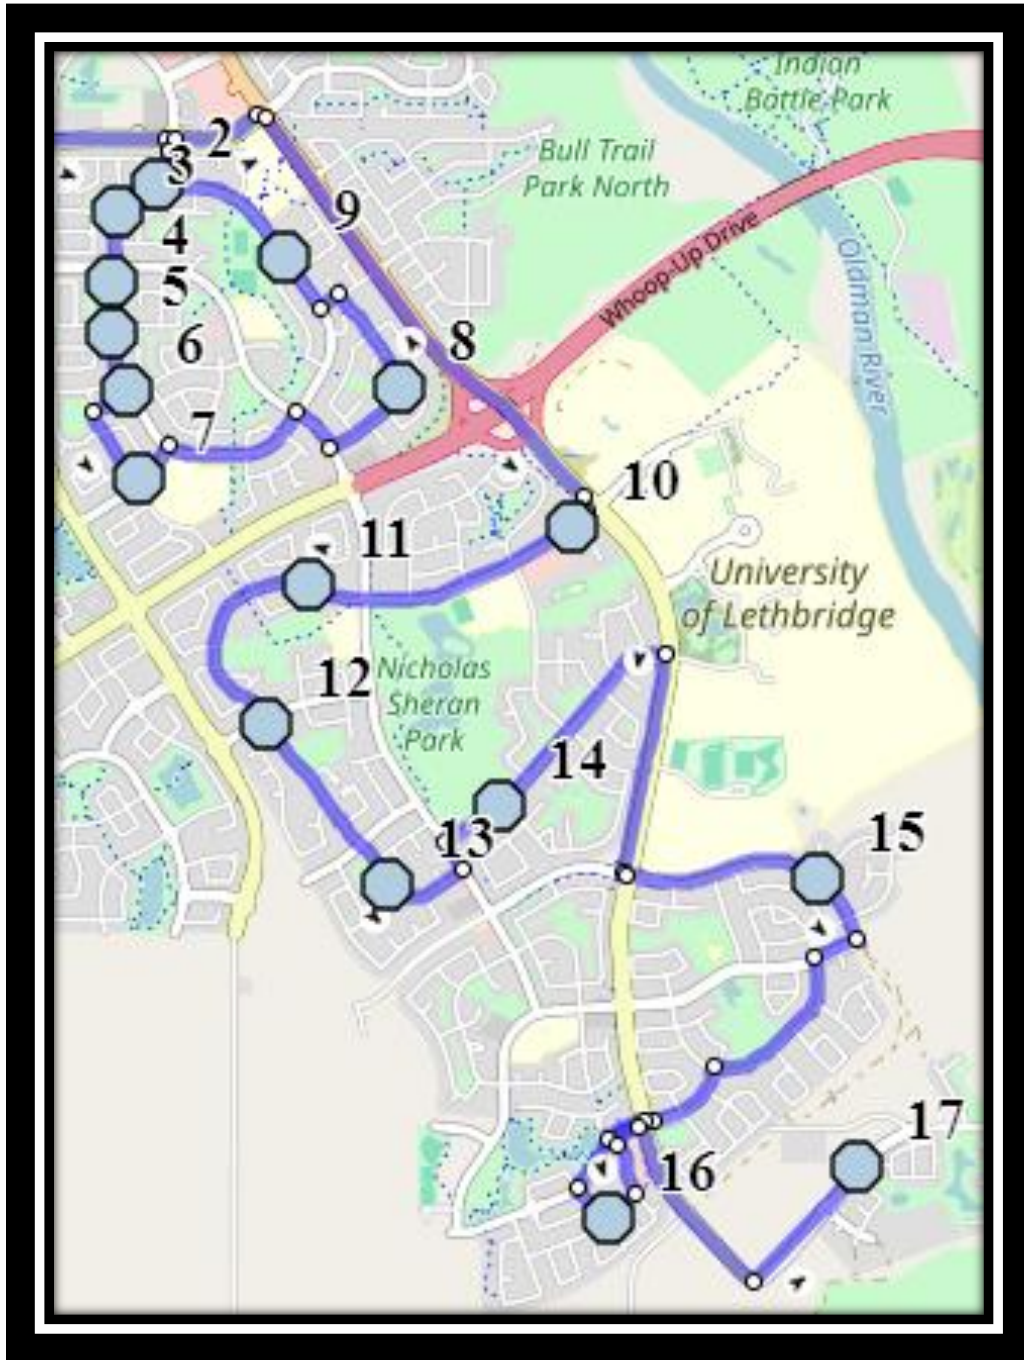 Indian
Battle Park
2
Bull Trail
Park North
3
9
4
Whoop-Up Drive
Oldman River
5
6
8
7
10
11
University
of Lethbridge
12
Nicholas
Sheran
Park
14
13
15
17
16